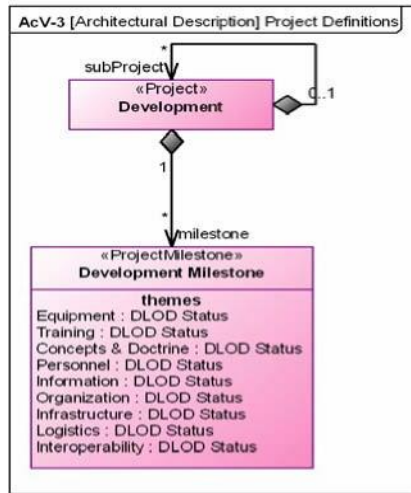 AcV-3 [Architectural Description] Project Definitions
*
subProject
«Project»
Development
0..1
1
*
milestone
«ProjectMilestone»
Development Milestone
themes
Equipment : DLOD Status
Training : DLOD Status
Concepts & Doctrine : DLOD Status
Personnel : DLOD Status
Information : DLOD Status
Organization : DLOD Status
Infrastructure : DLOD Status
Logistics : DLOD Status
Interoperability : DLOD Status